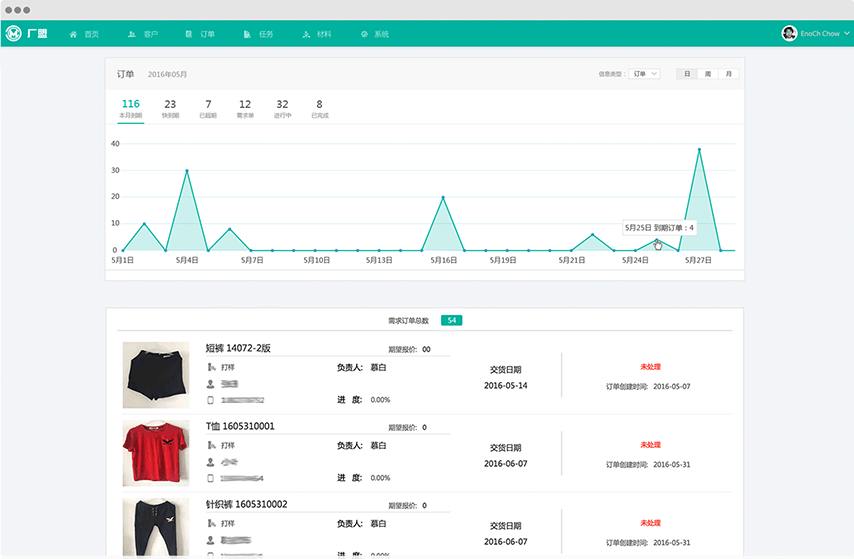 厂盟 首页 客户 订单 任务 材料 系统 EnoCh Chow
订单 2016年05月 信息类型： 订单 日 周 月
116 23 7 12 32 8
本月到期 快到期 已超期 需求单 进行中 已完成
40
30
20
10
0
5月25日 到期订单：4
5月1日 5月4日 5月7日 5月10日 5月13日 5月16日 5月19日 5月21日 5月24日 5月27日
需求订单总数 54
短裤 14072-2版 期望报价： 00
打样 负责人： 慕白 交货日期 未处理
2016-05-14 订单创建时间： 2016-05-07
进 度： 0.00%
T恤 1605310001 期望报价： 0
打样 负责人： 慕白 交货日期 未处理
2016-06-07 订单创建时间： 2016-05-31
进 度： 0.00%
针织裤 1605310002 期望报价： 0
打样 负责人： 慕白 交货日期 未处理
2016-06-07 订单创建时间： 2016-05-31
进 度： 0.00%